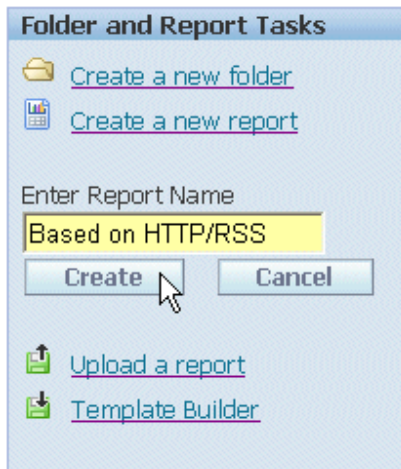 Folder and Report Tasks
Create a new folder
Create a new report
Enter Report Name
Based on HTTP/RSS
Create Cancel
Upload a report
Template Builder